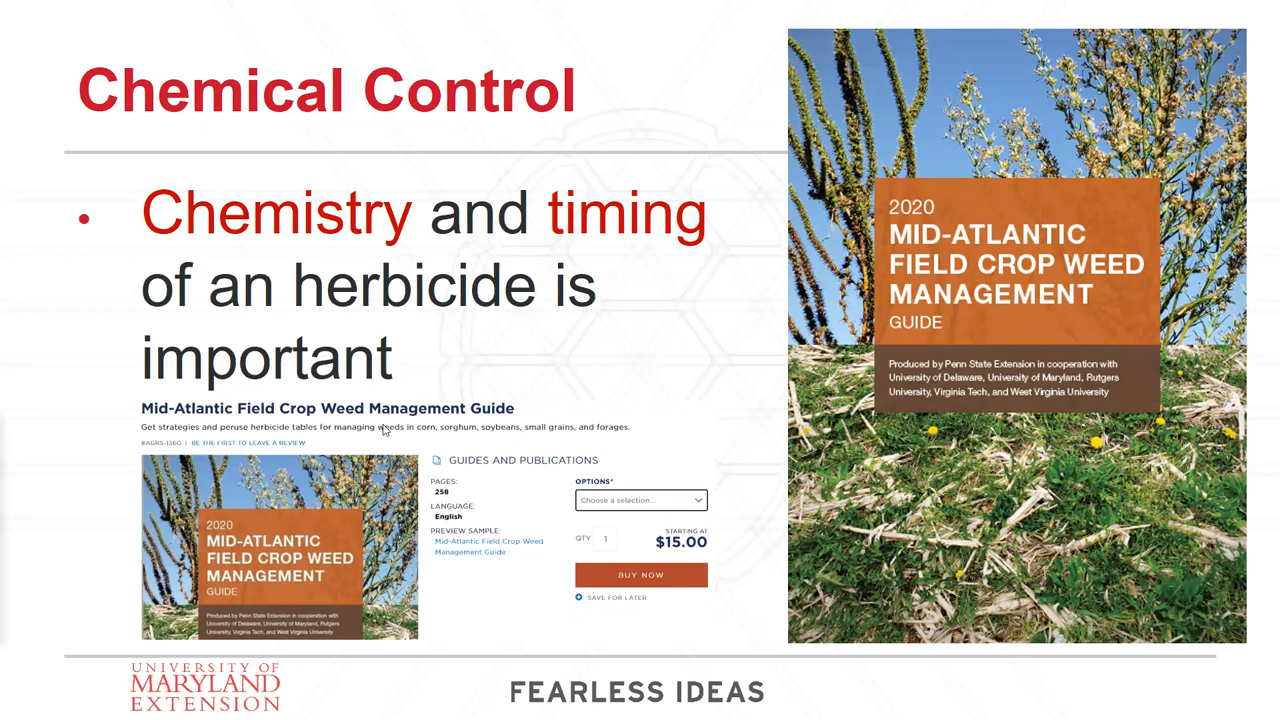 Chemical Control
• Chemistry and timing
of an herbicide is
important
Mid-Atlantic Field Crop Weed Management Guide
Get strategies and peruse herbicide tables for managing weeds in corn, sorghum, soybeans, small grains, and forages.
#AGRS-136G | BE THE FIRST TO LEAVE A REVIEW
2020
MID-ATLANTIC
FIELD CROP WEED
MANAGEMENT
GUIDE
Produced by Penn State Extension in cooperation with
University of Delaware, University of Maryland, Rutgers
University, Virginia Tech, and West Virginia University
GUIDES AND PUBLICATIONS
PAGES:
258
LANGUAGE:
English
PREVIEW SAMPLE:
Mid-Atlantic Field Crop Weed
Management Guide
OPTIONS*
Choose a selection...
QTY 1
STARTING AT
$15.00
BUY NOW
SAVE FOR LATER
2020
MID-ATLANTIC
FIELD CROP WEED
MANAGEMENT
GUIDE
Produced by Penn State Extension in cooperation with
University of Delaware, University of Maryland, Rutgers
University, Virginia Tech, and West Virginia University
UNIVERSITY OF
MARYLAND
EXTENSION
FEARLESS IDEAS